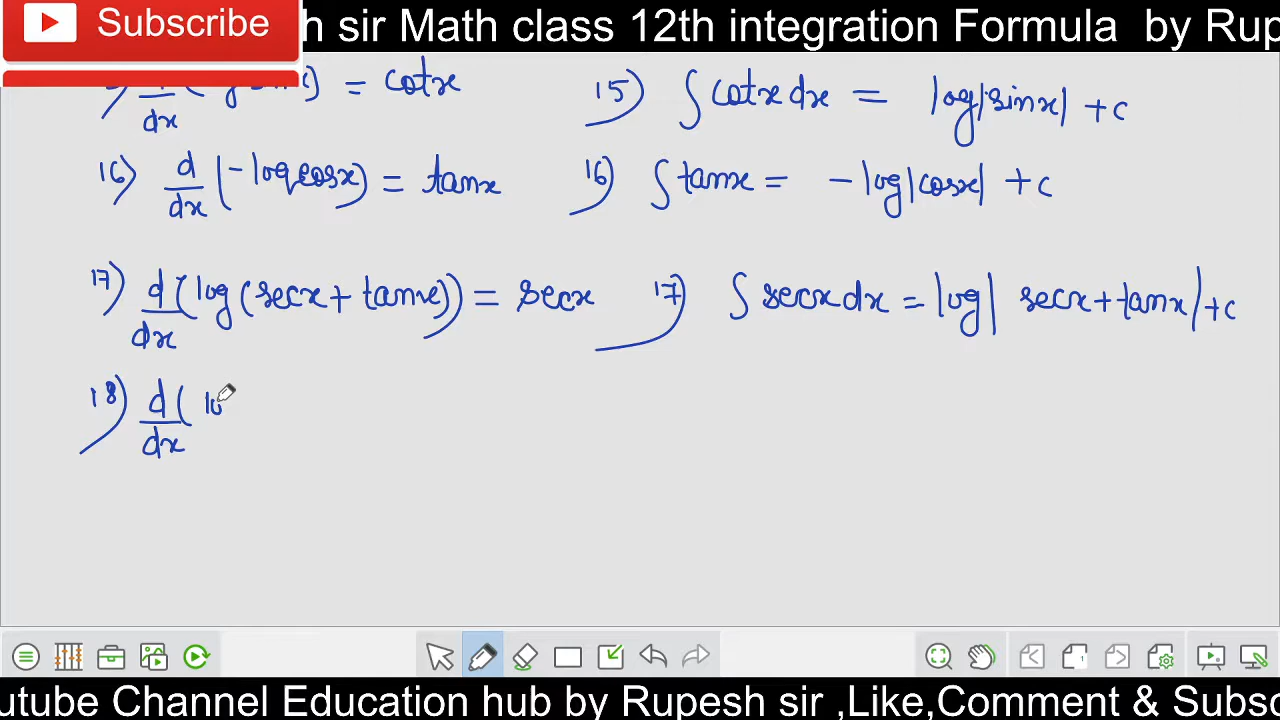 Subscribe
h sir Math class 12th integration Formula by Rup
d/dx ( ) = cotx 15) ∫ cotx dx = log|sinx| + c
16) d/dx (-log cosx) = tanx 16) ∫ tanx = -log|cosx| + c
17) d/dx (log (secx + tanx)) = secx 17) ∫ secx dx = log| secx + tanx| + c
18) d/dx ( lo
utube Channel Education hub by Rupesh sir ,Like,Comment & Subsc